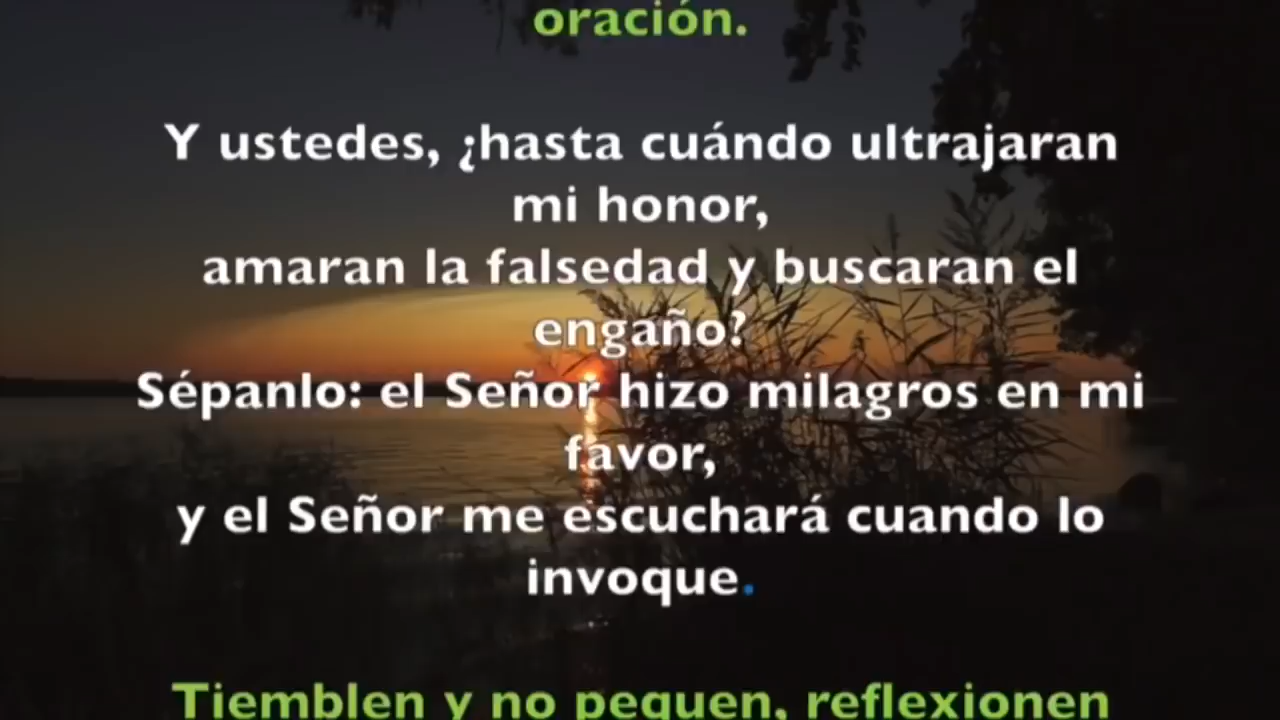 oración.
Y ustedes, ¿hasta cuándo ultrajaran
mi honor,
amaran la falsedad y buscaran el
engaño?
Sépanlo: el Señor hizo milagros en mi
favor,
y el Señor me escuchará cuando lo
invoque.
Tiemblen y no pequen, reflexionen